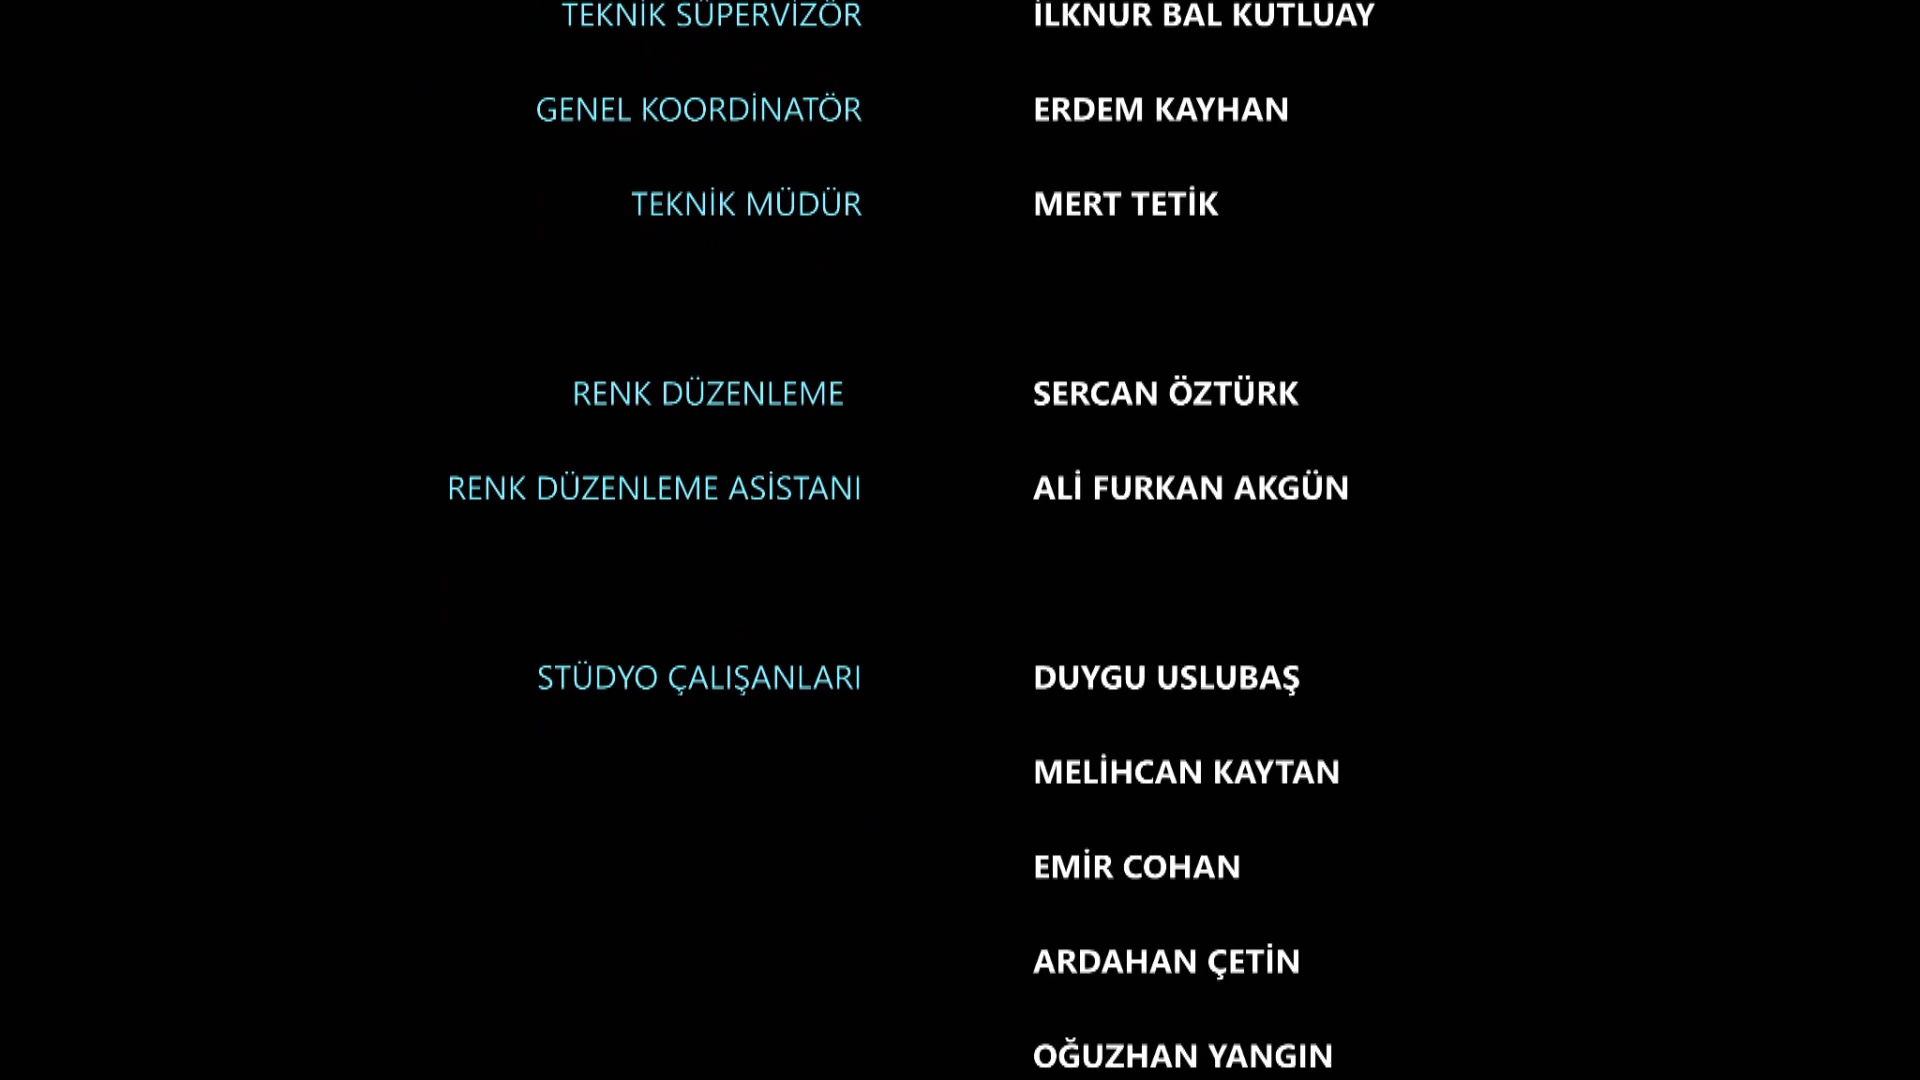 TEKNİK SÜPERVİZÖR İLKNUR BAL KUTLUAY
GENEL KOORDİNATÖR ERDEM KAYHAN
TEKNİK MÜDÜR MERT TETİK
RENK DÜZENLEME SERCAN ÖZTÜRK
RENK DÜZENLEME ASİSTANI ALİ FURKAN AKGÜN
STÜDYO ÇALIŞANLARI DUYGU USLUBAŞ
MELİHCAN KAYTAN
EMİR COHAN
ARDAHAN ÇETİN
OĞUZHAN YANGIN